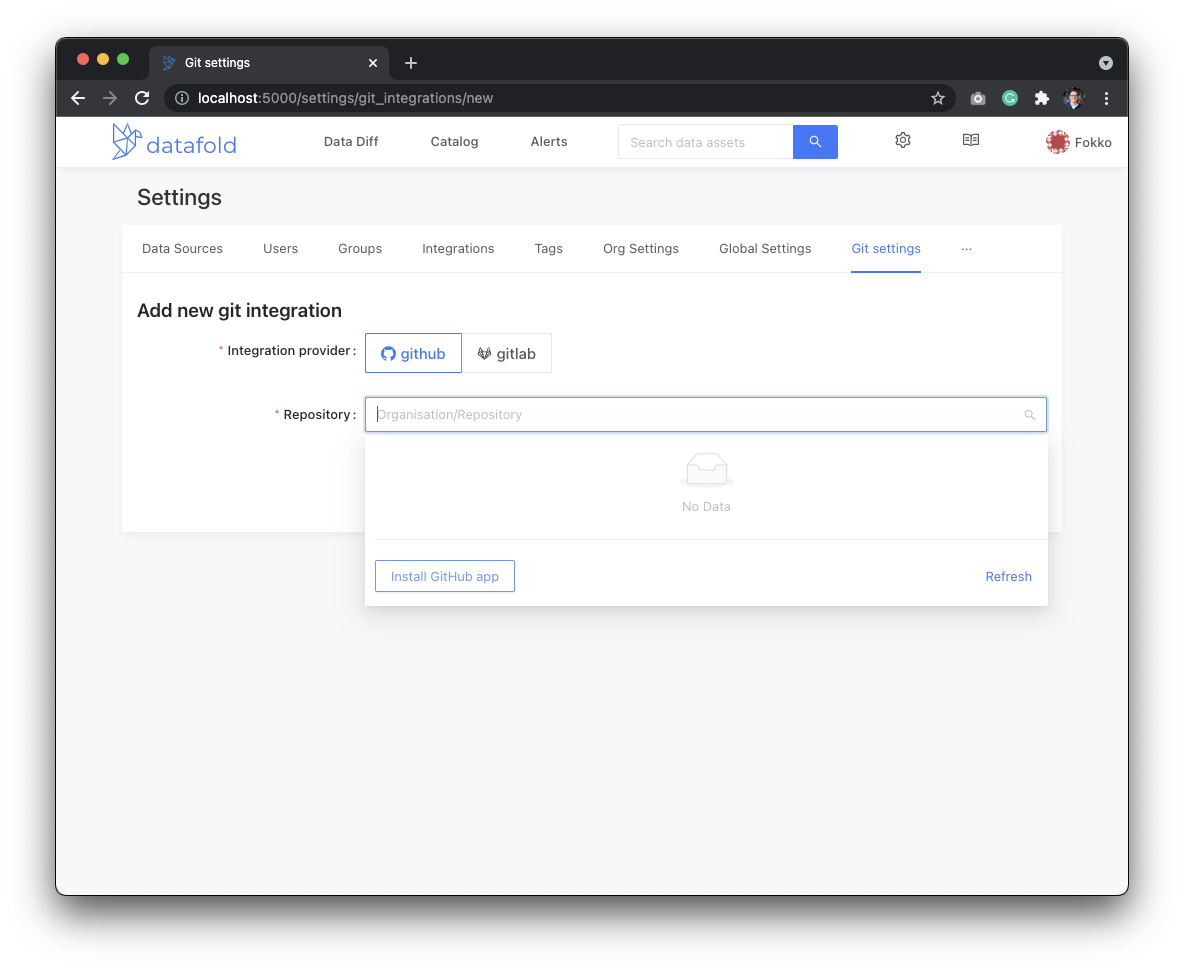 Git settings
localhost:5000/settings/git_integrations/new
datafold
Data Diff
Catalog
Alerts
Search data assets
Fokko
Settings
Data Sources
Users
Groups
Integrations
Tags
Org Settings
Global Settings
Git settings
...
Add new git integration
* Integration provider :
github
gitlab
* Repository :
Organisation/Repository
No Data
Install GitHub app
Refresh